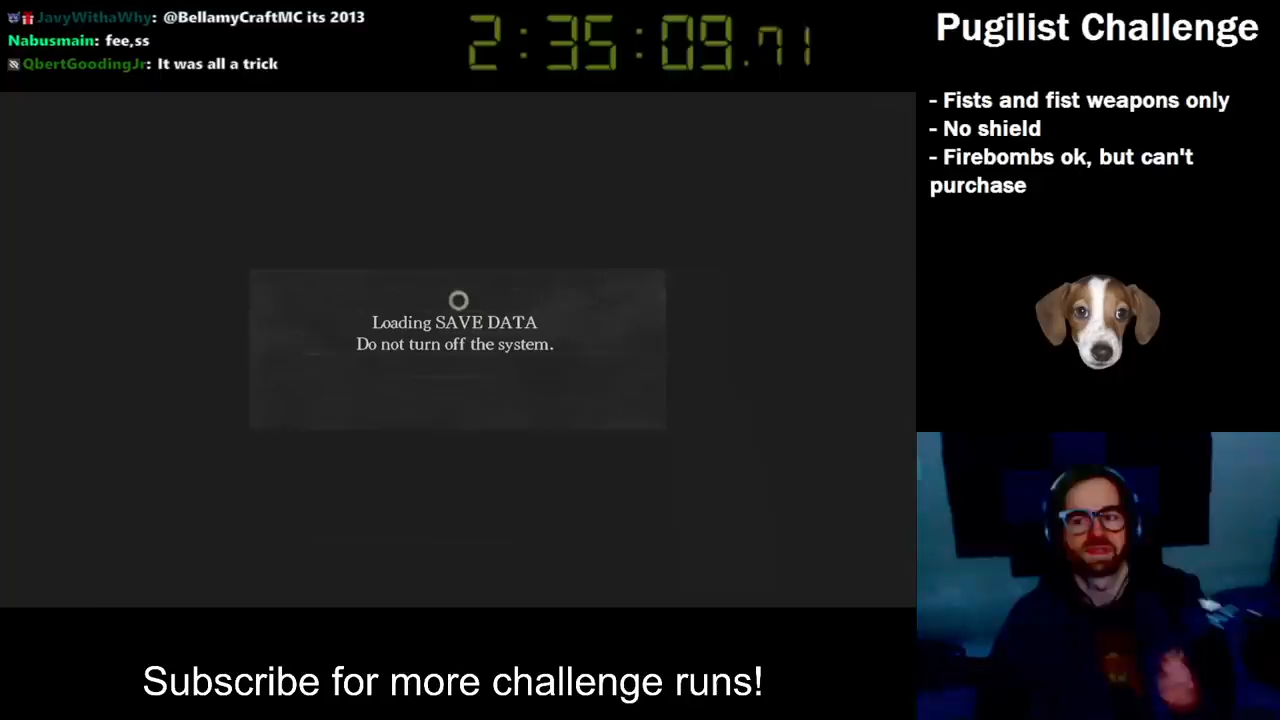 JavyWithaWhy: @BellamyCraftMC its 2013
Nabusmain: fee,ss
QbertGoodingJr: It was all a trick
2:35:09.71
Pugilist Challenge
- Fists and fist weapons only
- No shield
- Firebombs ok, but can't
purchase
Loading SAVE DATA
Do not turn off the system.
Subscribe for more challenge runs!